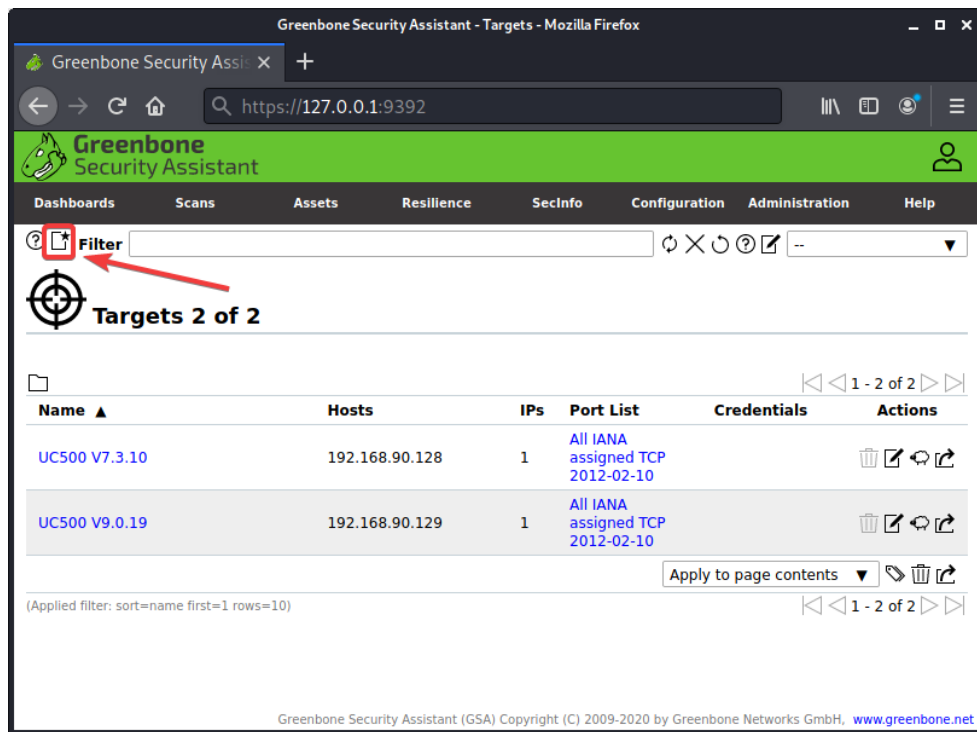 Greenbone Security Assistant - Targets - Mozilla Firefox
Greenbone Security Assis
https://127.0.0.1:9392
Greenbone
Security Assistant
Dashboards Scans Assets Resilience SecInfo Configuration Administration Help
Filter --
Targets 2 of 2
1 - 2 of 2
Name ▲ Hosts IPs Port List Credentials Actions
UC500 V7.3.10 192.168.90.128 1 All IANA
assigned TCP
2012-02-10
UC500 V9.0.19 192.168.90.129 1 All IANA
assigned TCP
2012-02-10
Apply to page contents ▼
(Applied filter: sort=name first=1 rows=10) 1 - 2 of 2
Greenbone Security Assistant (GSA) Copyright (C) 2009-2020 by Greenbone Networks GmbH, www.greenbone.net